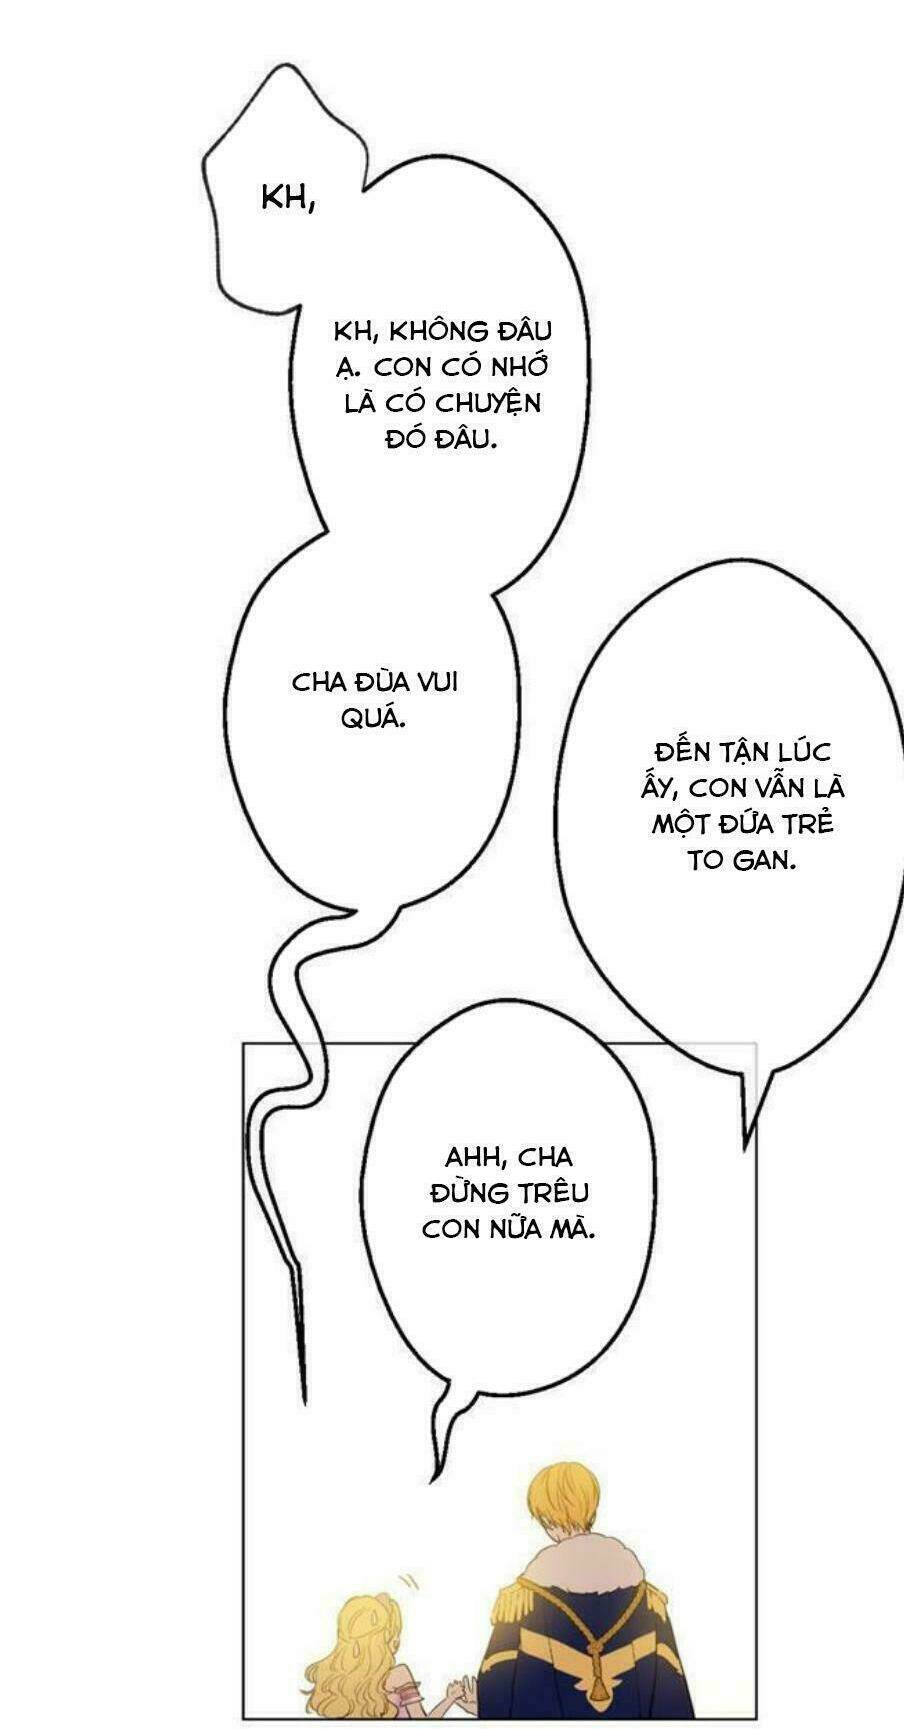 KH,
KH, KHÔNG ĐÂU
Ạ. CON CÓ NHỚ
LÀ CÓ CHUYỆN
ĐÓ ĐÂU.
CHA ĐÙA VUI
QUÁ.
ĐẾN TẬN LÚC
ẤY, CON VẪN LÀ
MỘT ĐỨA TRẺ
TO GAN.
AHH, CHA
ĐỪNG TRÊU
CON NỮA MÀ.